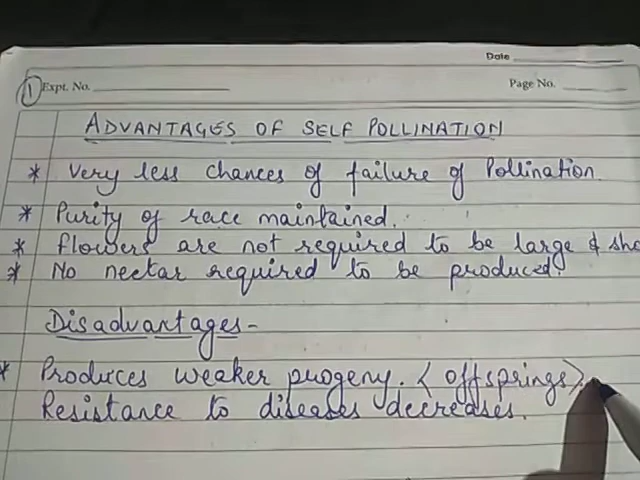 Date
① Expt. No. Page No.
ADVANTAGES OF SELF POLLINATION
* Very less chances of failure of Pollination.
* Purity of race maintained.
* flowers are not required to be large & sho
* No nectar required to be produced.
Disadvantages -
* Produces weaker progeny. < offsprings>.
Resistance to diseases decreases.